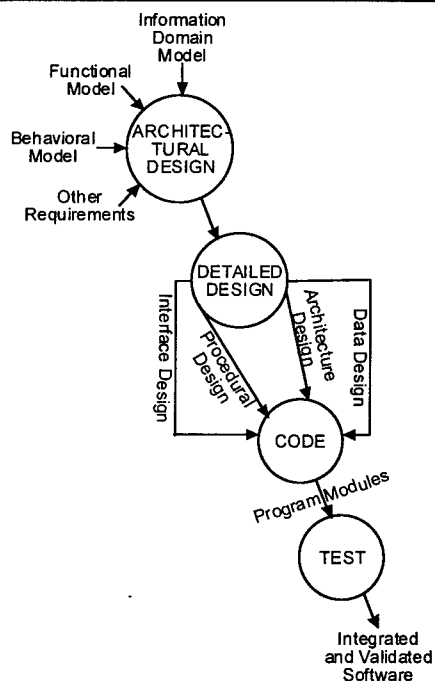 Information
Domain
Model
Functional
Model
ARCHITEC-
TURAL
DESIGN
Behavioral
Model
Other
Requirements
DETAILED
DESIGN
Interface Design
Procedural
Design
Architecture
Design
Data Design
CODE
Program Modules
TEST
Integrated
and Validated
Software